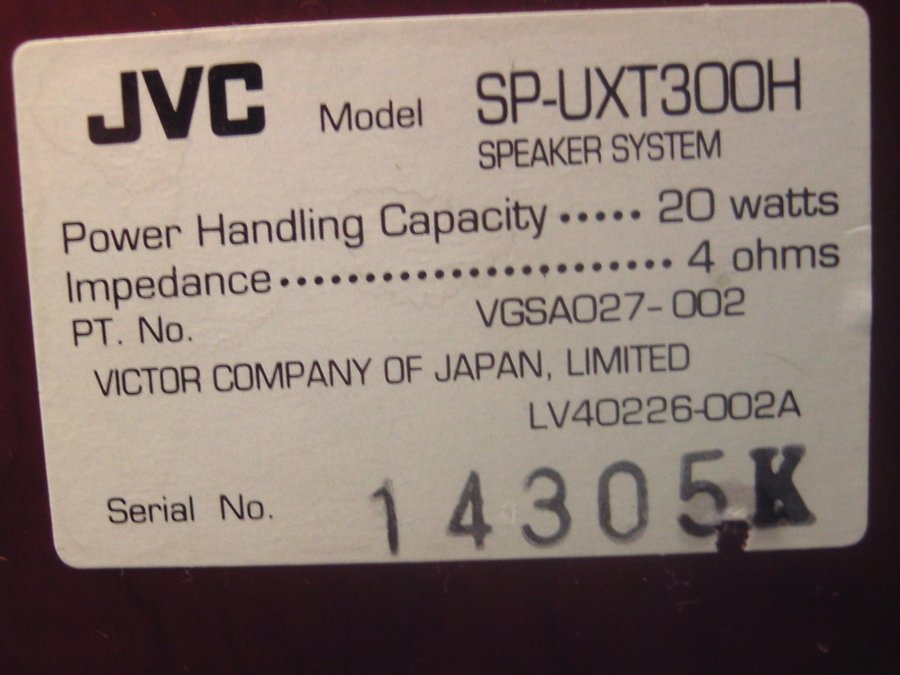 JVC Model SP-UXT300H
SPEAKER SYSTEM
Power Handling Capacity ····· 20 watts
Impedance························ 4 ohms
PT. No. VGSA027-002
VICTOR COMPANY OF JAPAN, LIMITED
LV40226-002A
Serial No. 14305K